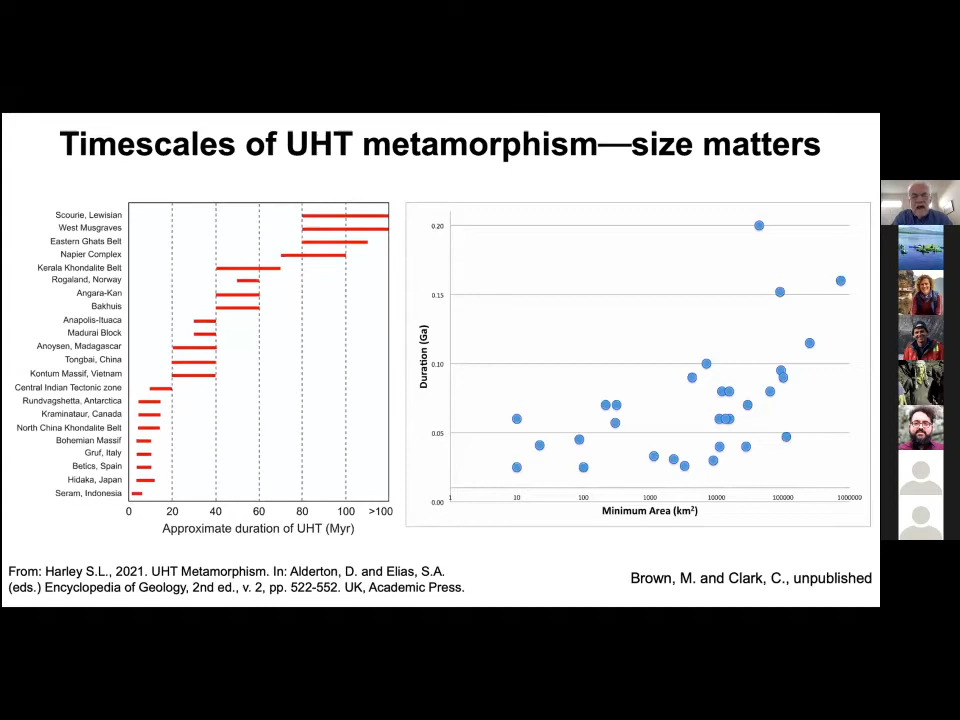 Timescales of UHT metamorphism—size matters
Scourie, Lewisian
West Musgraves
Eastern Ghats Belt
Napier Complex
Kerala Khondalite Belt
Rogaland, Norway
Angara-Kan
Bakhuis
Anapolis-Ituaca
Madurai Block
Anoysen, Madagascar
Tongbai, China
Kontum Massif, Vietnam
Central Indian Tectonic zone
Rundvagshetta, Antarctica
Kraminataur, Canada
North China Khondalite Belt
Bohemian Massif
Gruf, Italy
Betics, Spain
Hidaka, Japan
Seram, Indonesia
0 20 40 60 80 100 >100
Approximate duration of UHT (Myr)
0.20
0.15
0.10
0.05
0.00
Duration (Ga)
1 10 100 1000 10000 100000 1000000
Minimum Area (km²)
From: Harley S.L., 2021. UHT Metamorphism. In: Alderton, D. and Elias, S.A.
(eds.) Encyclopedia of Geology, 2nd ed., v. 2, pp. 522-552. UK, Academic Press.
Brown, M. and Clark, C., unpublished